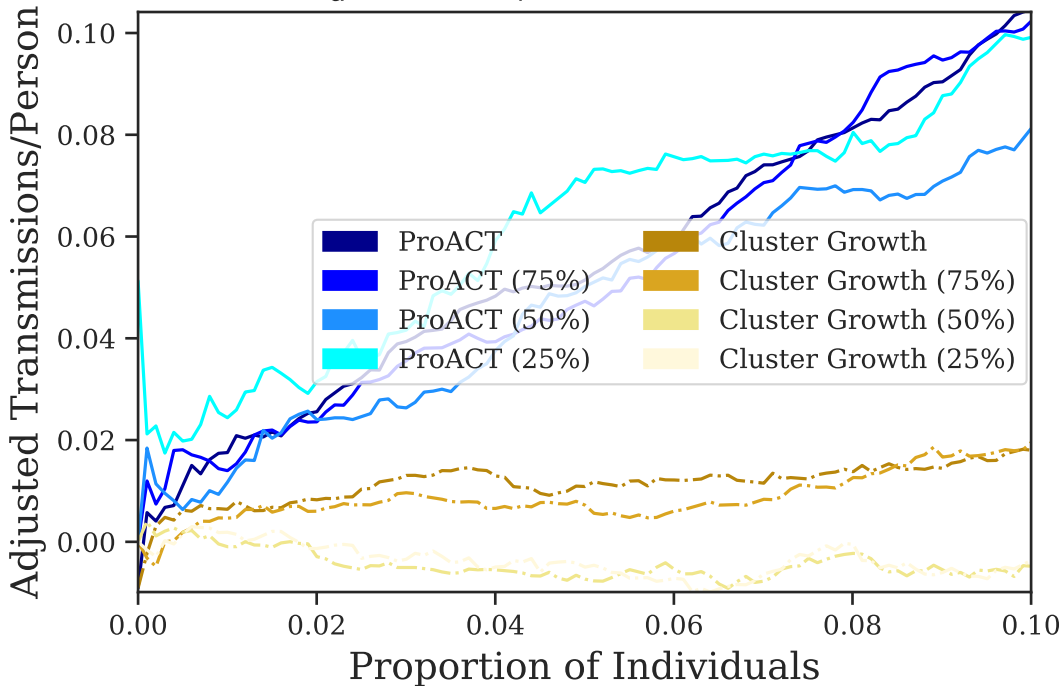 Adjusted Transmissions/Person
0.10
0.08
0.06
0.04
0.02
0.00
ProACT
ProACT (75%)
ProACT (50%)
ProACT (25%)
Cluster Growth
Cluster Growth (75%)
Cluster Growth (50%)
Cluster Growth (25%)
0.00 0.02 0.04 0.06 0.08 0.10
Proportion of Individuals